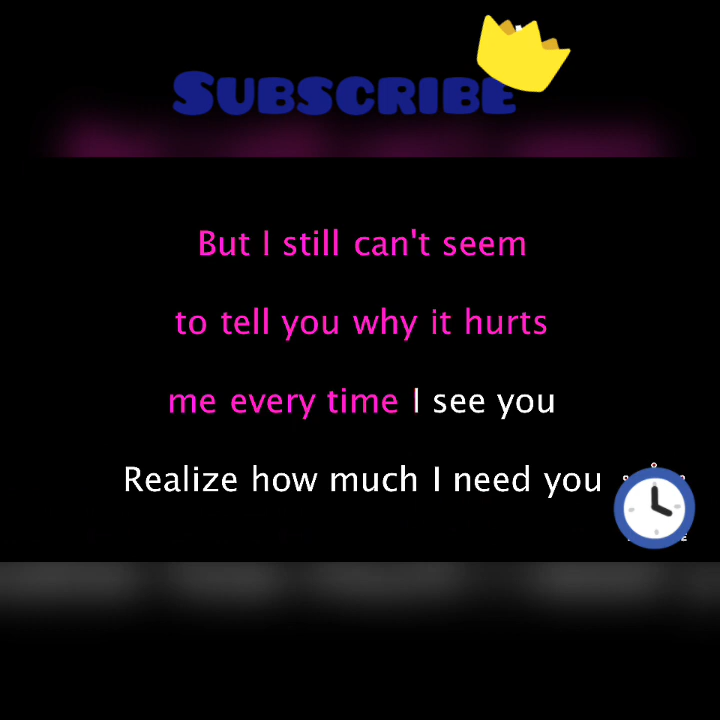 SUBSCRIBE
But I still can't seem
to tell you why it hurts
me every time I see you
Realize how much I need you